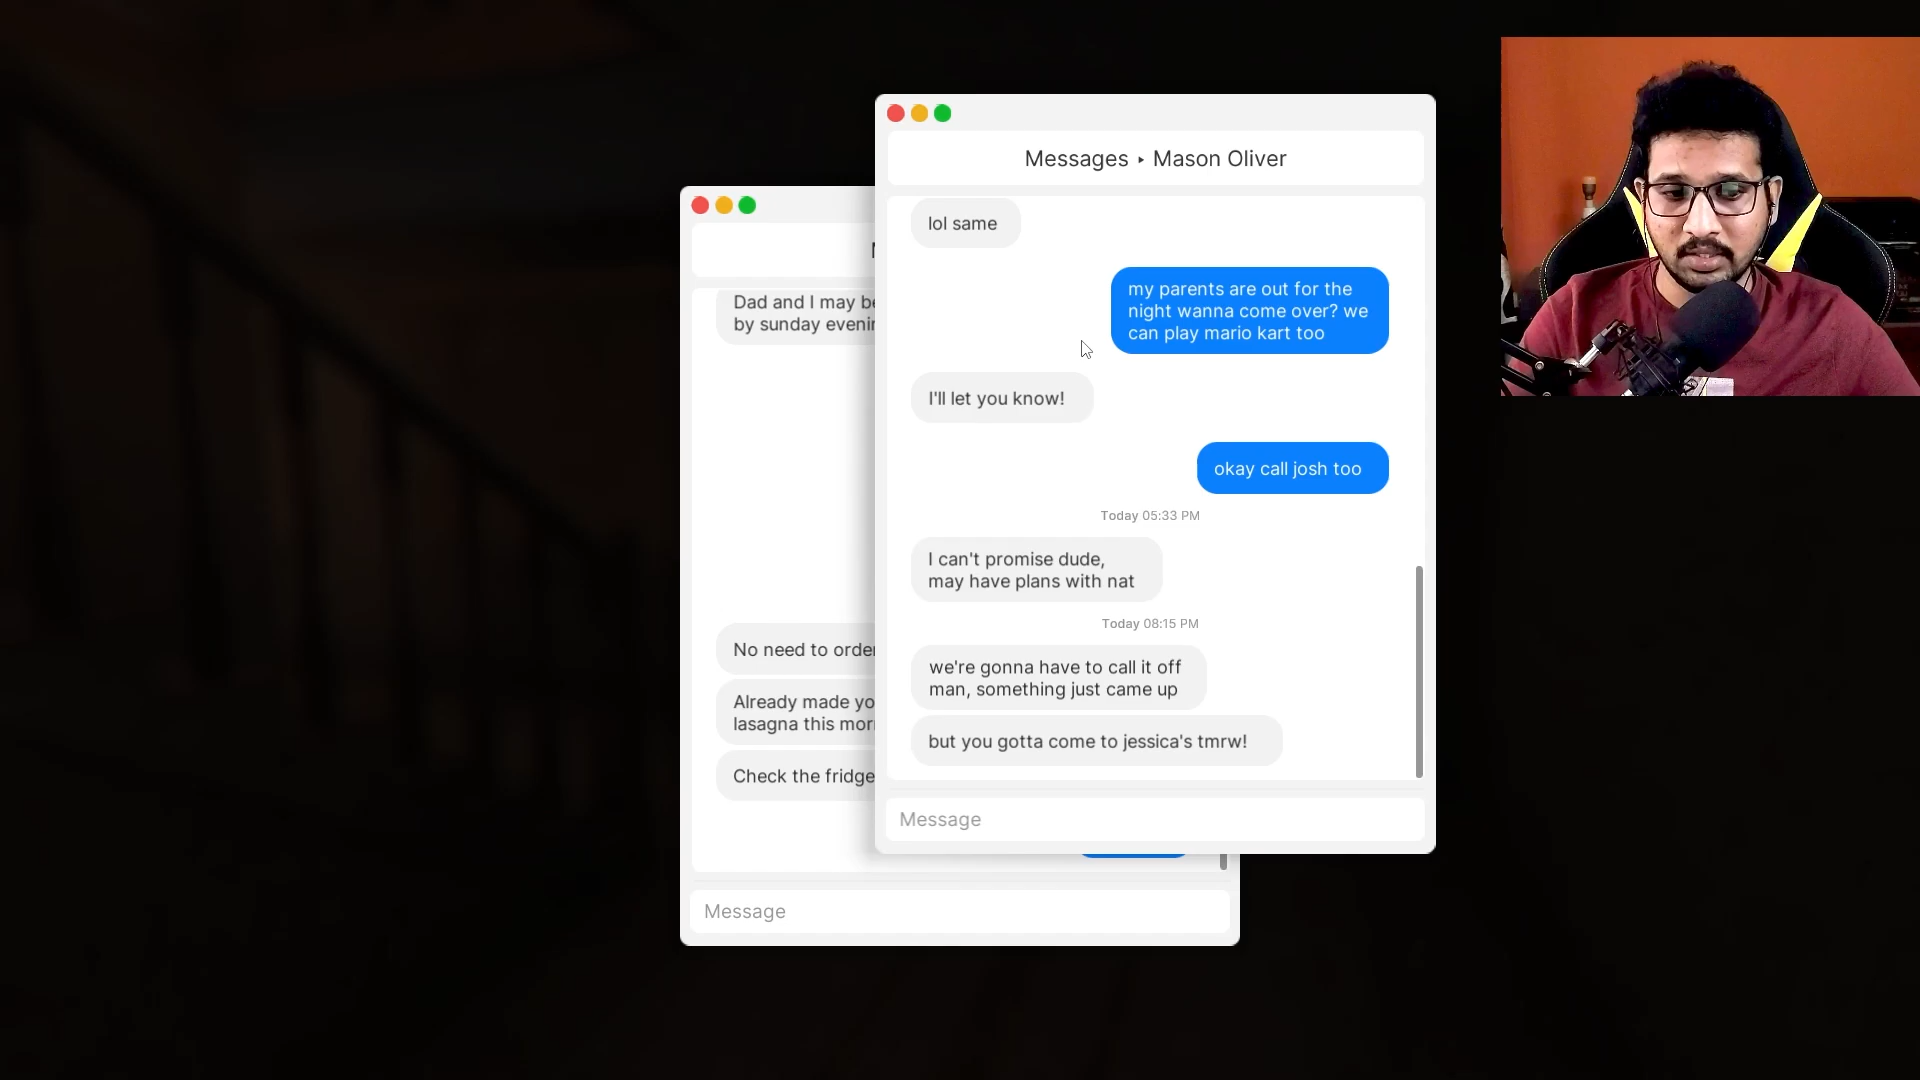 Messages ‣ Mason Oliver
lol same
my parents are out for the
night wanna come over? we
can play mario kart too
I'll let you know!
okay call josh too
Today 05:33 PM
I can't promise dude,
may have plans with nat
Today 08:15 PM
we're gonna have to call it off
man, something just came up
but you gotta come to jessica's tmrw!
Message
Dad and I may
by sunday
No need to
Already made
lasagna this
Check the fridge
Message